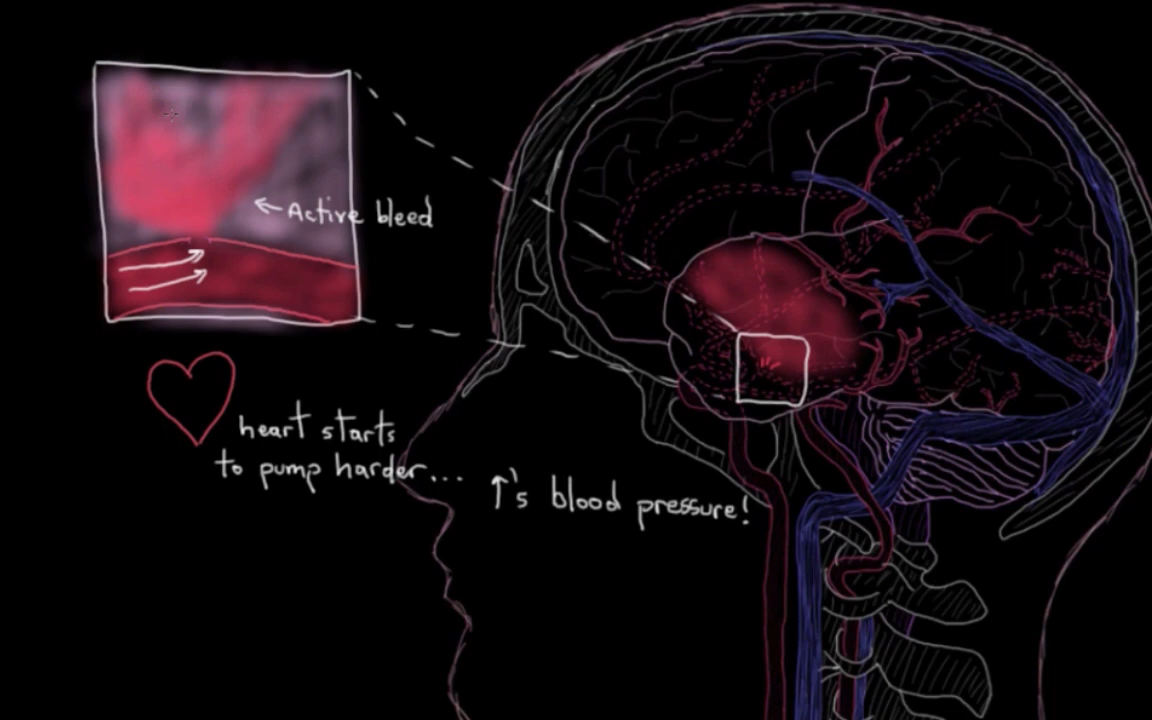 ← Active bleed
heart starts
to pump harder...
↑'s blood pressure!